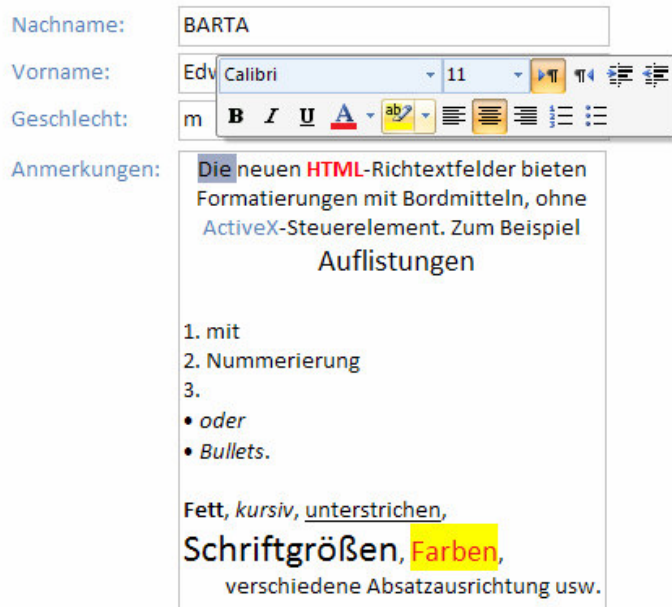 Nachname: BARTA
Vorname: Edv
Calibri 11
B I U A ab
Geschlecht: m
Anmerkungen: Die neuen HTML-Richtextfelder bieten
Formatierungen mit Bordmitteln, ohne
ActiveX-Steuerelement. Zum Beispiel
Auflistungen
1. mit
2. Nummerierung
3.
• oder
• Bullets.
Fett, kursiv, unterstrichen,
Schriftgrößen, Farben,
verschiedene Absatzausrichtung usw.